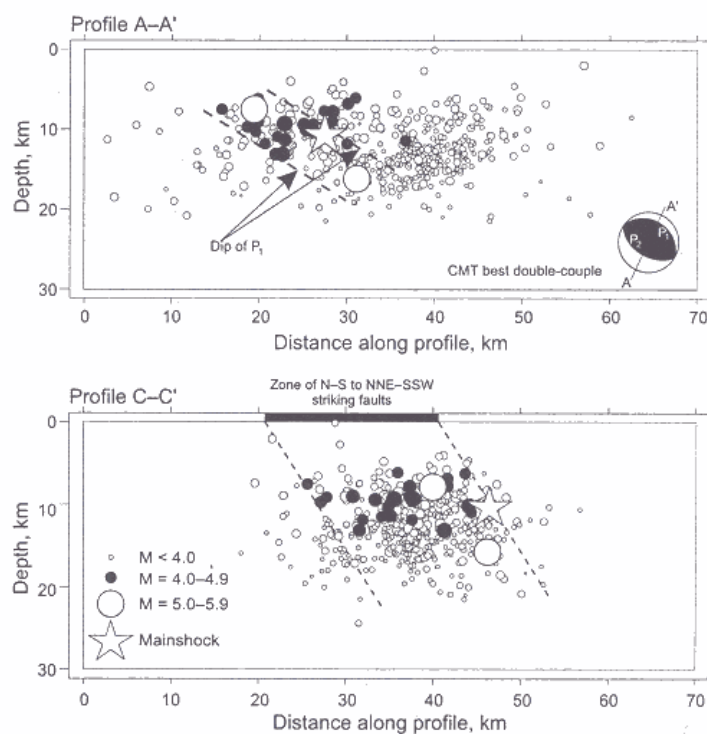 Profile A–A'
0
10
20
30
Depth, km
Dip of P1
A'
P1
P2
A
CMT best double-couple
0 10 20 30 40 50 60 70
Distance along profile, km
Zone of N–S to NNE–SSW
striking faults
Profile C–C'
0
10
20
30
Depth, km
M < 4.0
M = 4.0–4.9
M = 5.0–5.9
Mainshock
0 10 20 30 40 50 60 70
Distance along profile, km